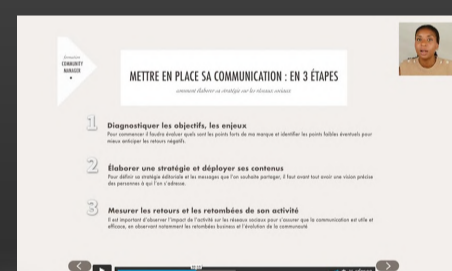 formation
COMMUNITY
MANAGER
METTRE EN PLACE SA COMMUNICATION : EN 3 ÉTAPES
comment élaborer sa stratégie sur les réseaux sociaux
1
Diagnostiquer les objectifs, les enjeux
Pour commencer il faudra évaluer quels sont les points forts de ma marque et identifier les points faibles éventuels pour
mieux anticiper les retours négatifs.
2
Élaborer une stratégie et déployer ses contenus
Pour définir sa stratégie éditoriale et les messages que l'on souhaite partager, il faut avant tout avoir une vision précise
des personnes à qui l'on s'adresse.
3
Mesurer les retours et les retombées de son activité
Il est important d'observer l'impact de l'activité sur les réseaux sociaux pour s'assurer que la communication est utile et
efficace, en observant notamment les retombées business et l'évolution de la communauté.